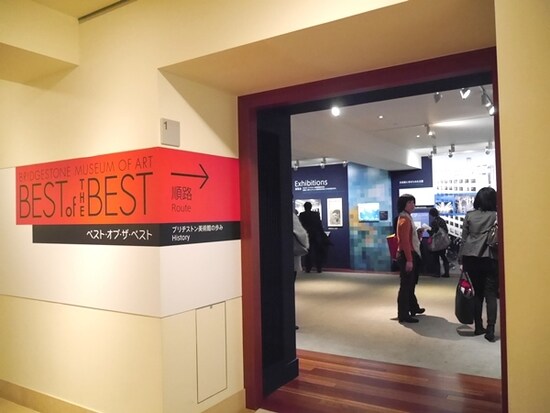 1
BRIDGESTONE MUSEUM OF ART
BEST of THE BEST
ベスト・オブ・ザ・ベスト
順路
Route
ブリヂストン美術館の歩み
History
Exhibitions